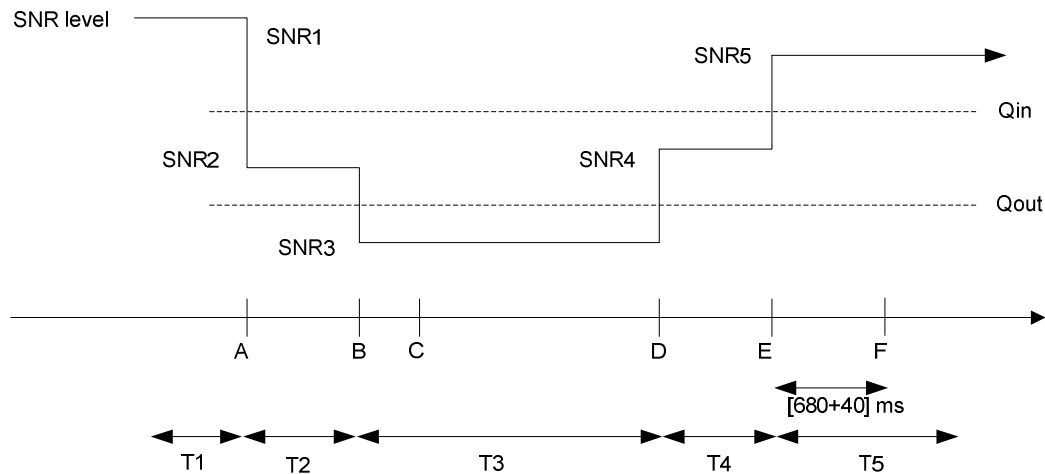 SNR level
SNR1
SNR5
Qin
SNR2
SNR4
Qout
SNR3
A B C D E F
[680+40] ms
T1 T2 T3 T4 T5